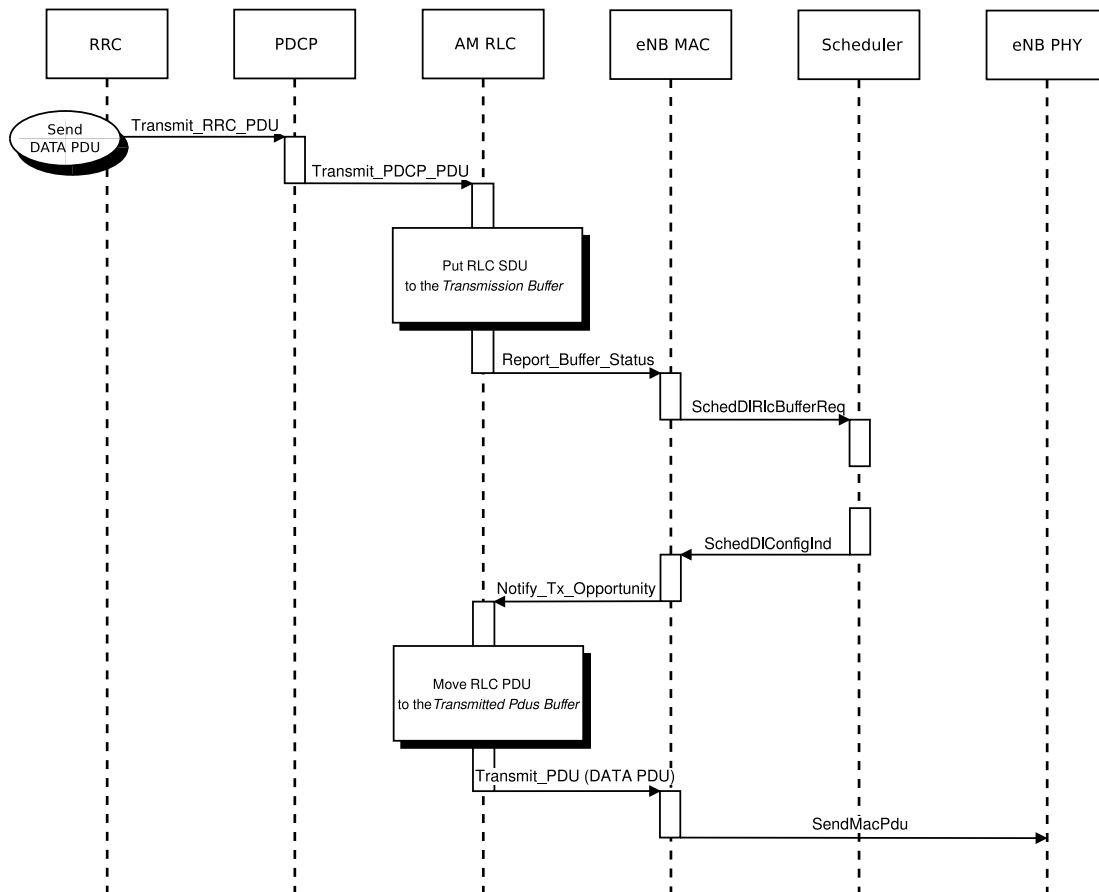 RRC
PDCP
AM RLC
eNB MAC
Scheduler
eNB PHY
Send
DATA PDU
Transmit_RRC_PDU
Transmit_PDCP_PDU
Put RLC SDU
to the Transmission Buffer
Report_Buffer_Status
SchedDlRlcBufferReq
SchedDlConfigInd
Notify_Tx_Opportunity
Move RLC PDU
to the Transmitted Pdus Buffer
Transmit_PDU (DATA PDU)
SendMacPdu